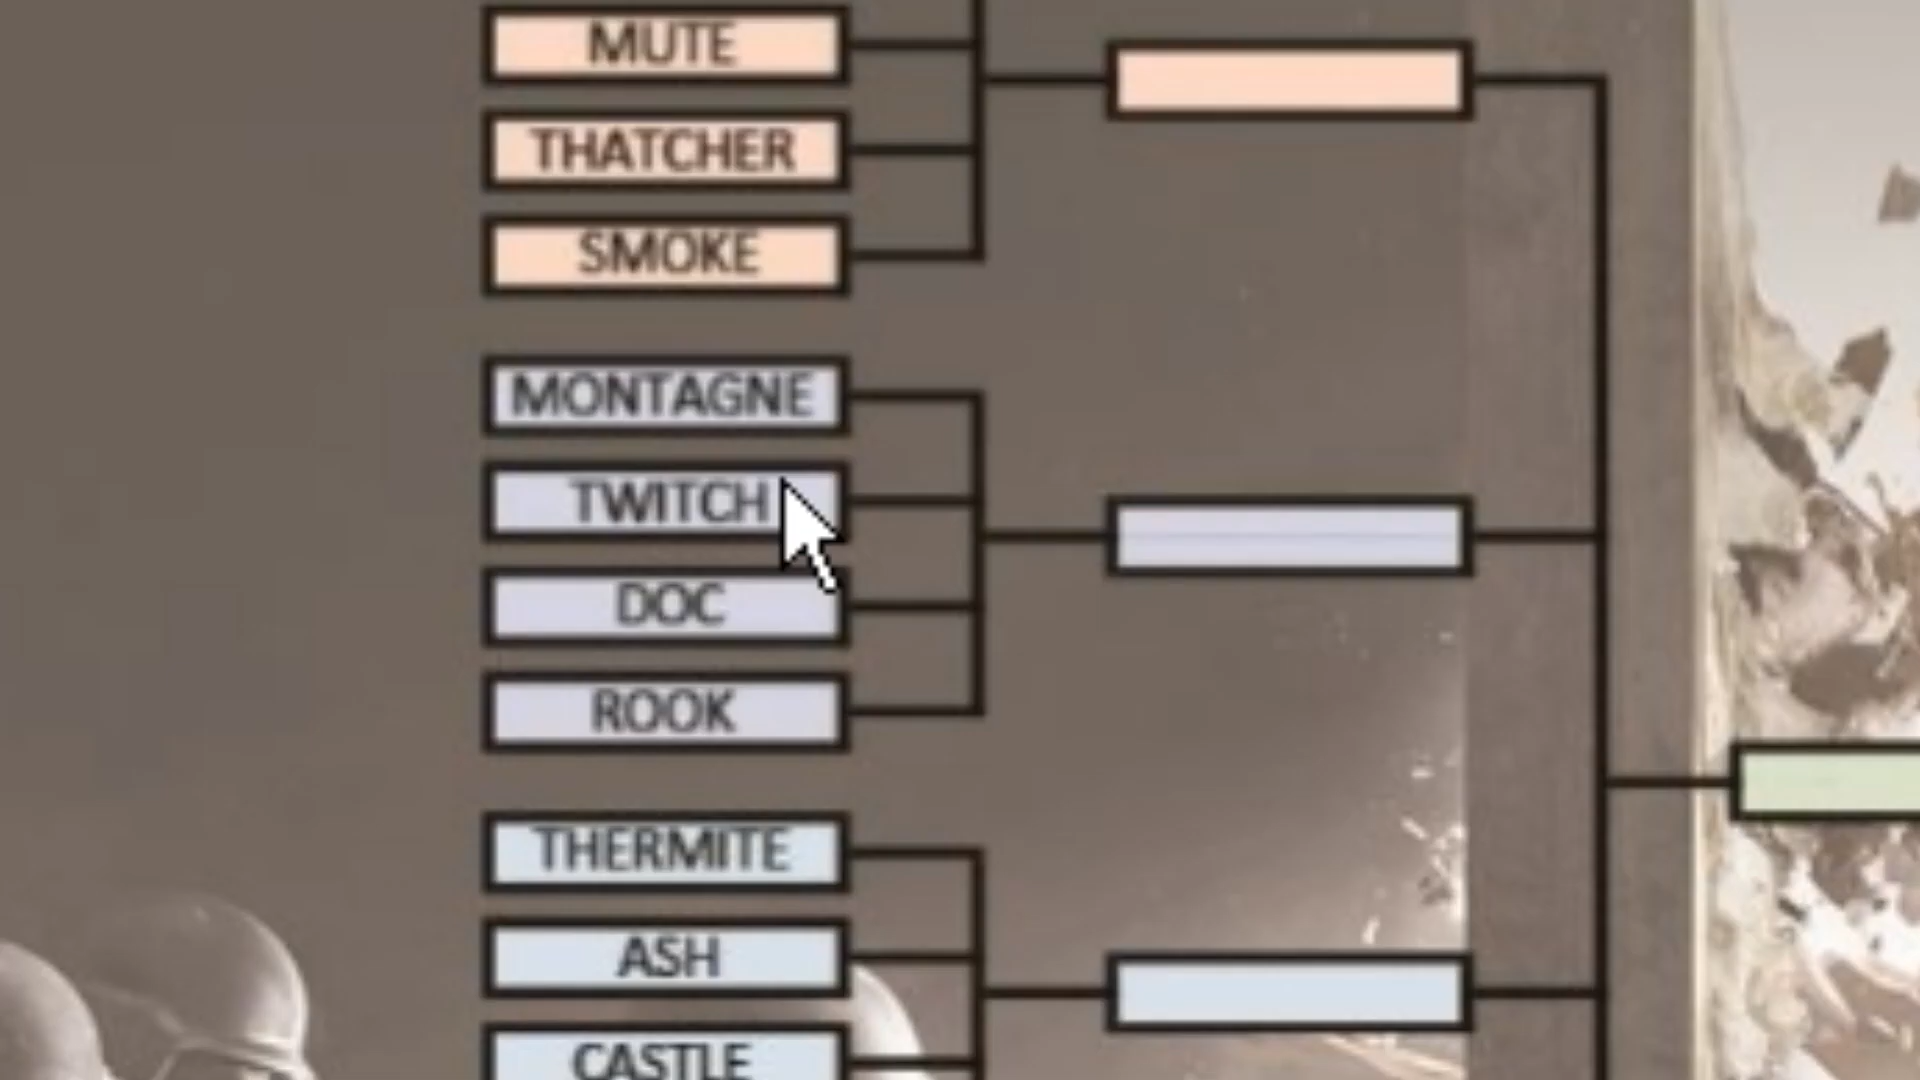 MUTE
THATCHER
SMOKE
MONTAGNE
TWITCH
DOC
ROOK
THERMITE
ASH
CASTLE